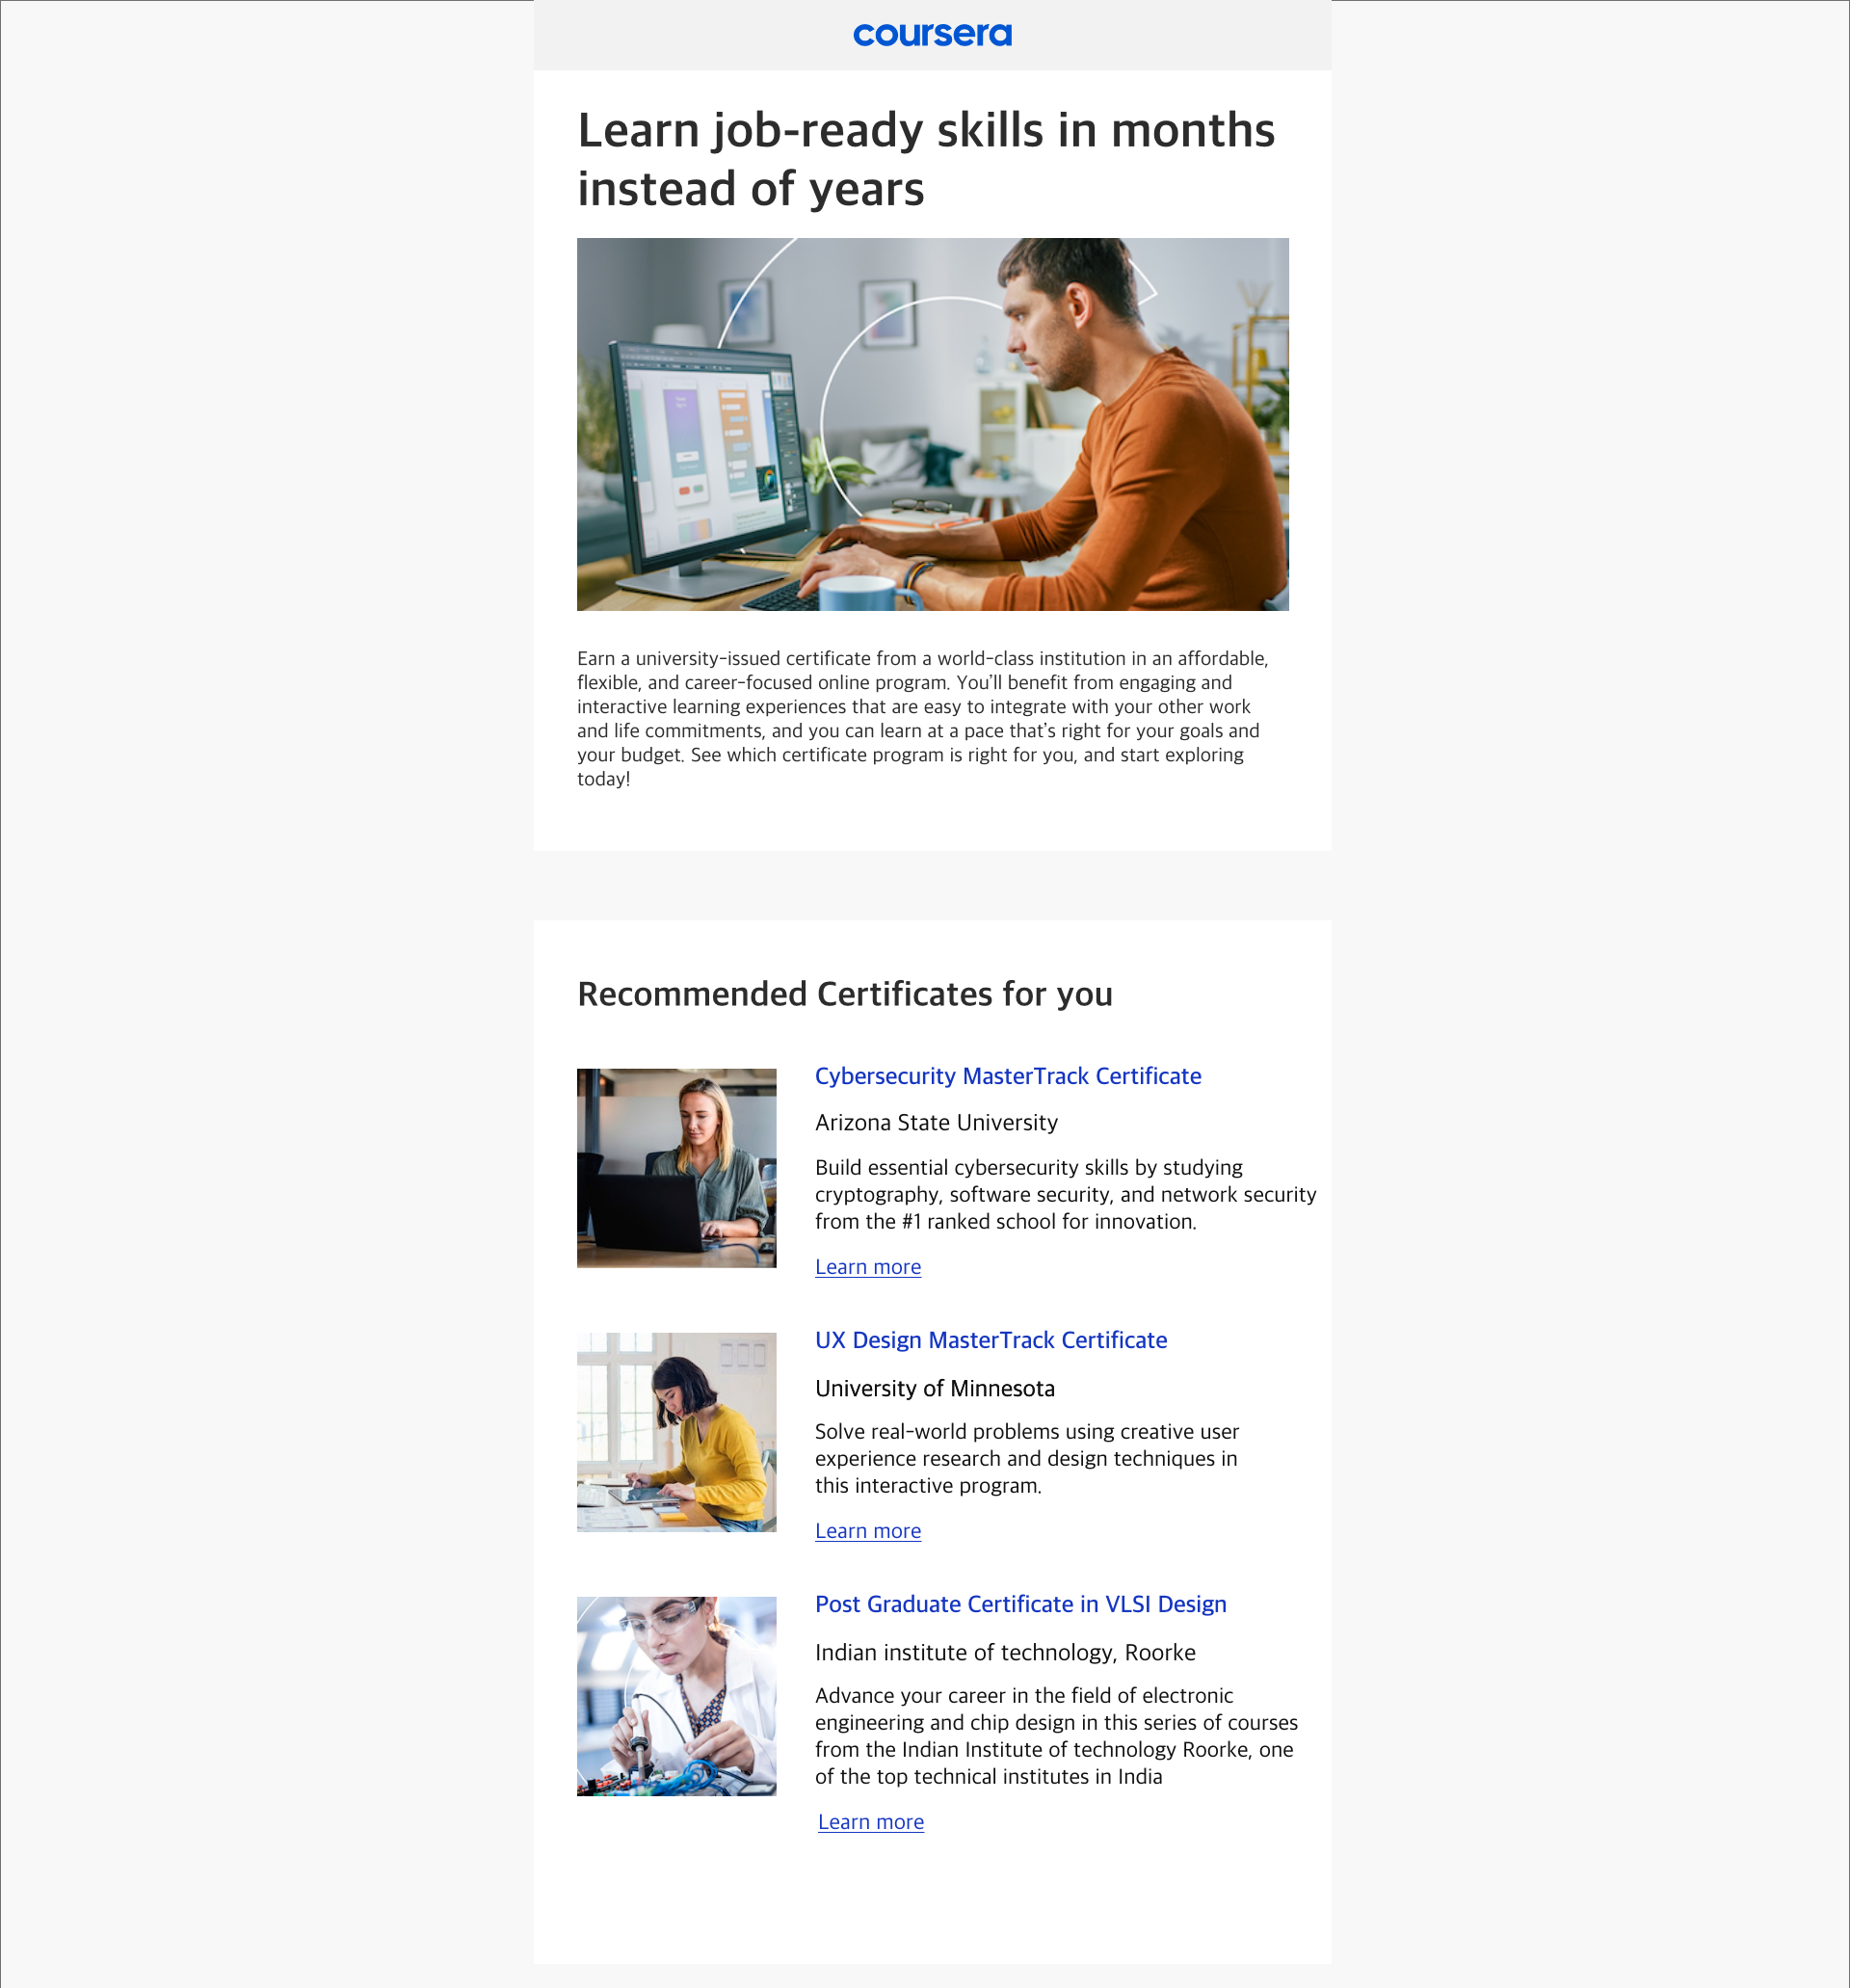 coursera
Learn job-ready skills in months
instead of years
Earn a university-issued certificate from a world-class institution in an affordable,
flexible, and career-focused online program. You'll benefit from engaging and
interactive learning experiences that are easy to integrate with your other work
and life commitments, and you can learn at a pace that's right for your goals and
your budget. See which certificate program is right for you, and start exploring
today!
Recommended Certificates for you
Cybersecurity MasterTrack Certificate
Arizona State University
Build essential cybersecurity skills by studying
cryptography, software security, and network security
from the #1 ranked school for innovation.
Learn more
UX Design MasterTrack Certificate
University of Minnesota
Solve real-world problems using creative user
experience research and design techniques in
this interactive program.
Learn more
Post Graduate Certificate in VLSI Design
Indian institute of technology, Roorke
Advance your career in the field of electronic
engineering and chip design in this series of courses
from the Indian Institute of technology Roorke, one
of the top technical institutes in India
Learn more